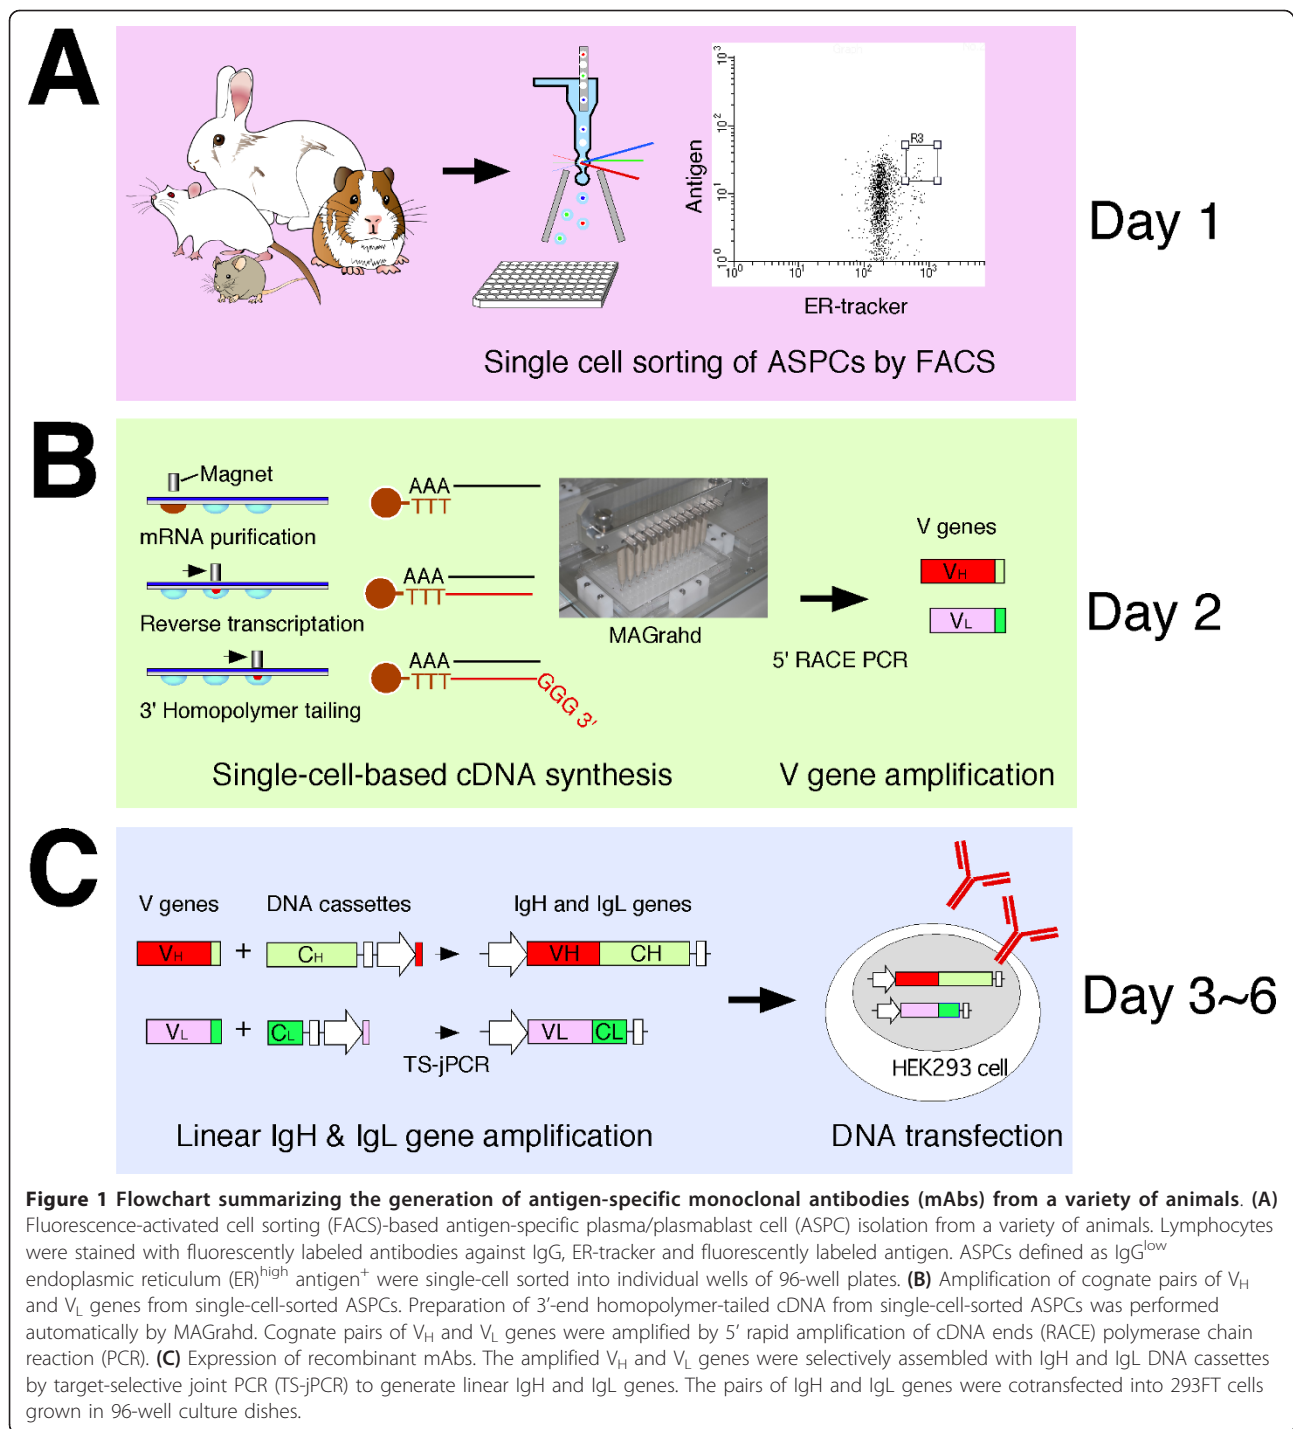 A
10³
10²
10¹
10⁰
Antigen
R3
10⁰
10¹
10²
10³
ER-tracker
Day 1
Single cell sorting of ASPCs by FACS
B
Magnet
mRNA purification
AAA
TTT
Reverse transcriptation
AAA
TTT
3' Homopolymer tailing
AAA
TTT
GGG 3'
MAGrahd
5' RACE PCR
V genes
VH
VL
Day 2
Single-cell-based cDNA synthesis
V gene amplification
C
V genes
DNA cassettes
IgH and IgL genes
VH
+
CH
VH
CH
VL
+
CL
VL
CL
TS-jPCR
HEK293 cell
Day 3~6
Linear IgH & IgL gene amplification
DNA transfection
Figure 1 Flowchart summarizing the generation of antigen-specific monoclonal antibodies (mAbs) from a variety of animals. (A)
Fluorescence-activated cell sorting (FACS)-based antigen-specific plasma/plasmablast cell (ASPC) isolation from a variety of animals. Lymphocytes
were stained with fluorescently labeled antibodies against IgG, ER-tracker and fluorescently labeled antigen. ASPCs defined as IgG^low
endoplasmic reticulum (ER)^high antigen⁺ were single-cell sorted into individual wells of 96-well plates. (B) Amplification of cognate pairs of VH
and VL genes from single-cell-sorted ASPCs. Preparation of 3′-end homopolymer-tailed cDNA from single-cell-sorted ASPCs was performed
automatically by MAGrahd. Cognate pairs of VH and VL genes were amplified by 5′ rapid amplification of cDNA ends (RACE) polymerase chain
reaction (PCR). (C) Expression of recombinant mAbs. The amplified VH and VL genes were selectively assembled with IgH and IgL DNA cassettes
by target-selective joint PCR (TS-jPCR) to generate linear IgH and IgL genes. The pairs of IgH and IgL genes were cotransfected into 293FT cells
grown in 96-well culture dishes.